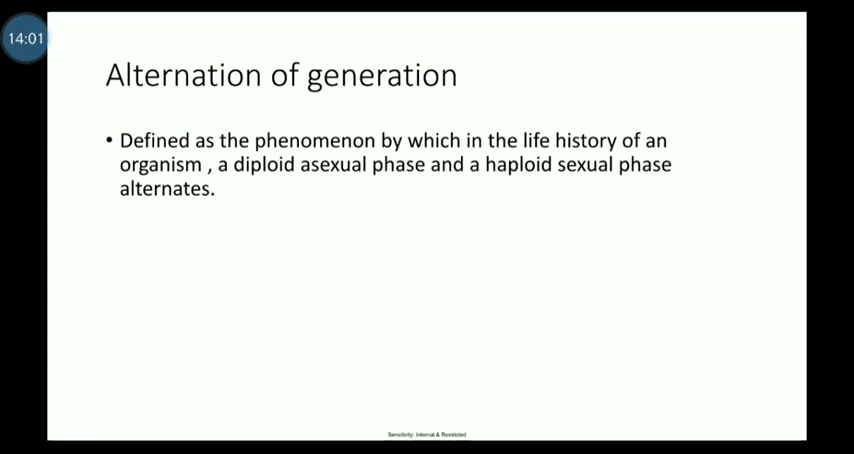 14:01
Alternation of generation
• Defined as the phenomenon by which in the life history of an
organism , a diploid asexual phase and a haploid sexual phase
alternates.
Sensitivity: Internal & Restricted